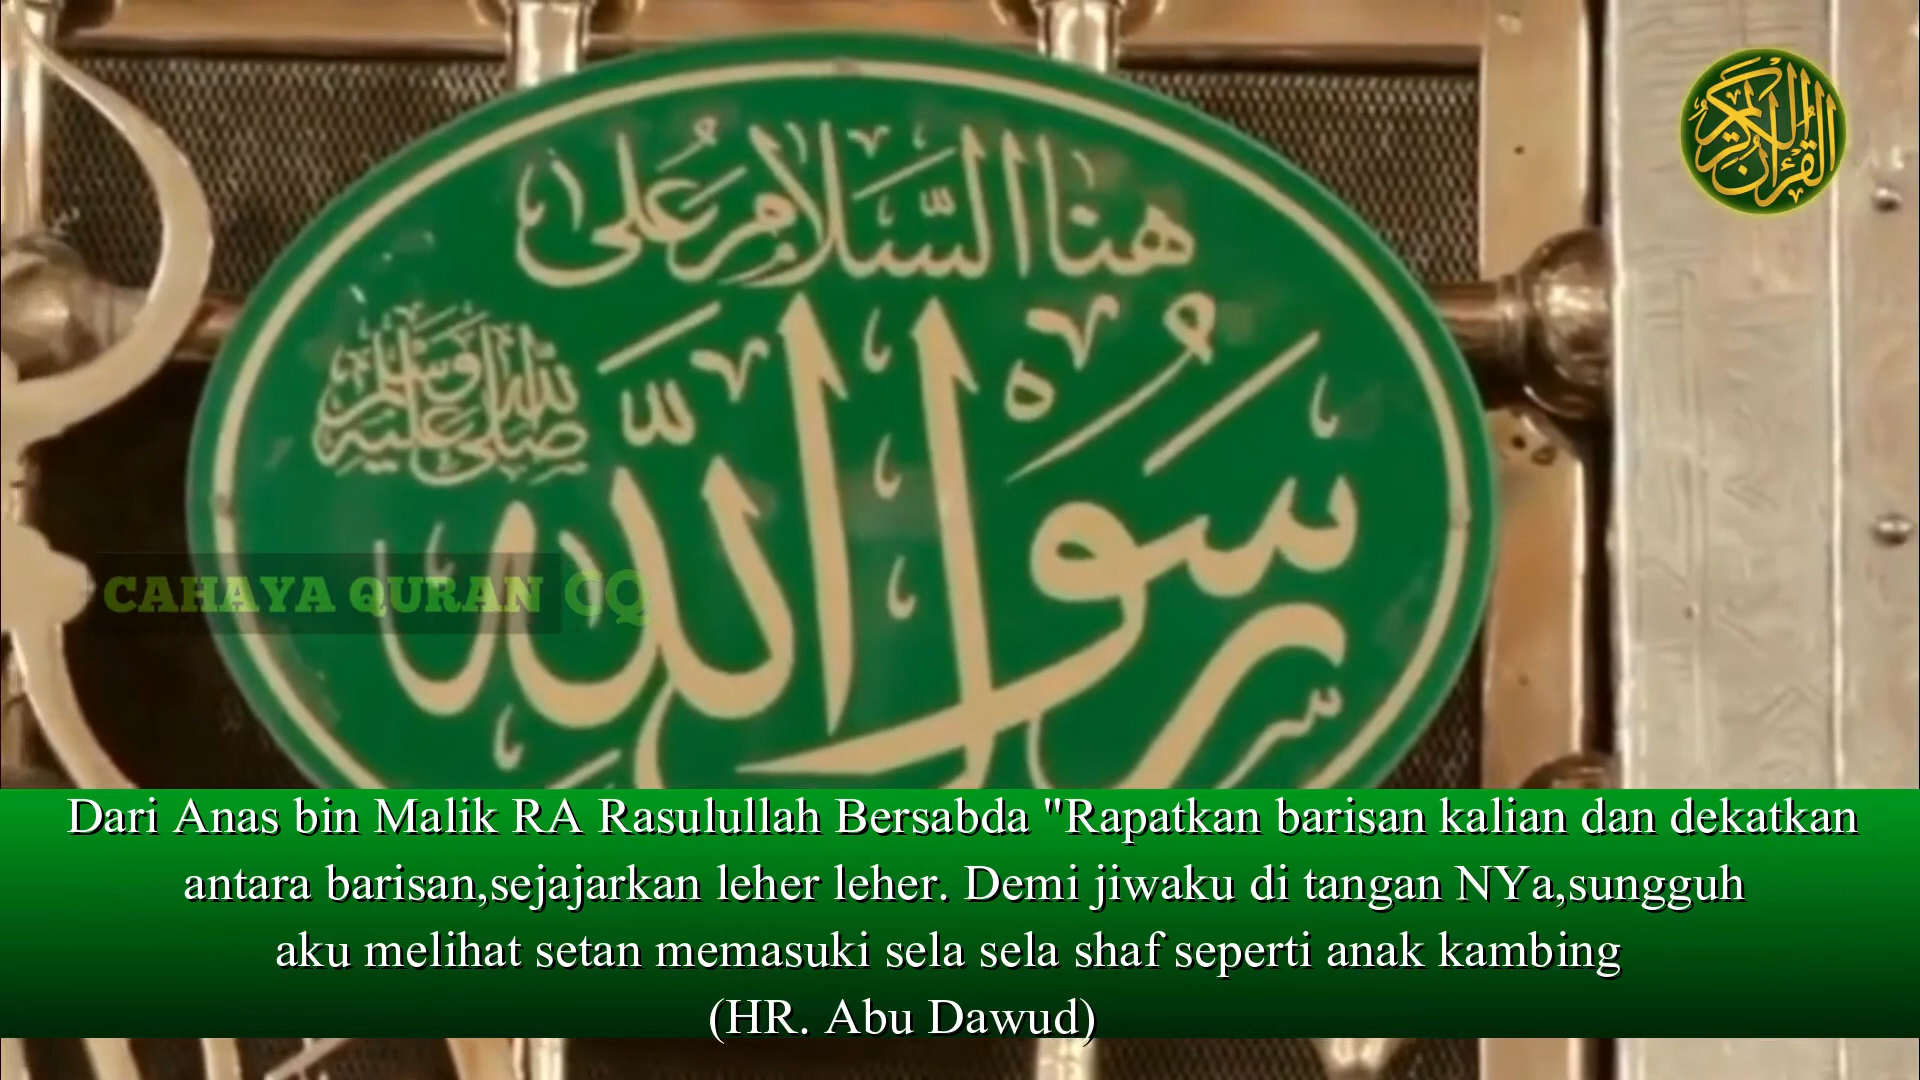 القرآن الكريم
هنا السلام على
رسول الله
صلى الله عليه وسلم
CAHAYA QURAN CQ
Dari Anas bin Malik RA Rasulullah Bersabda "Rapatkan barisan kalian dan dekatkan
antara barisan,sejajarkan leher leher. Demi jiwaku di tangan NYa,sungguh
aku melihat setan memasuki sela sela shaf seperti anak kambing
(HR. Abu Dawud)